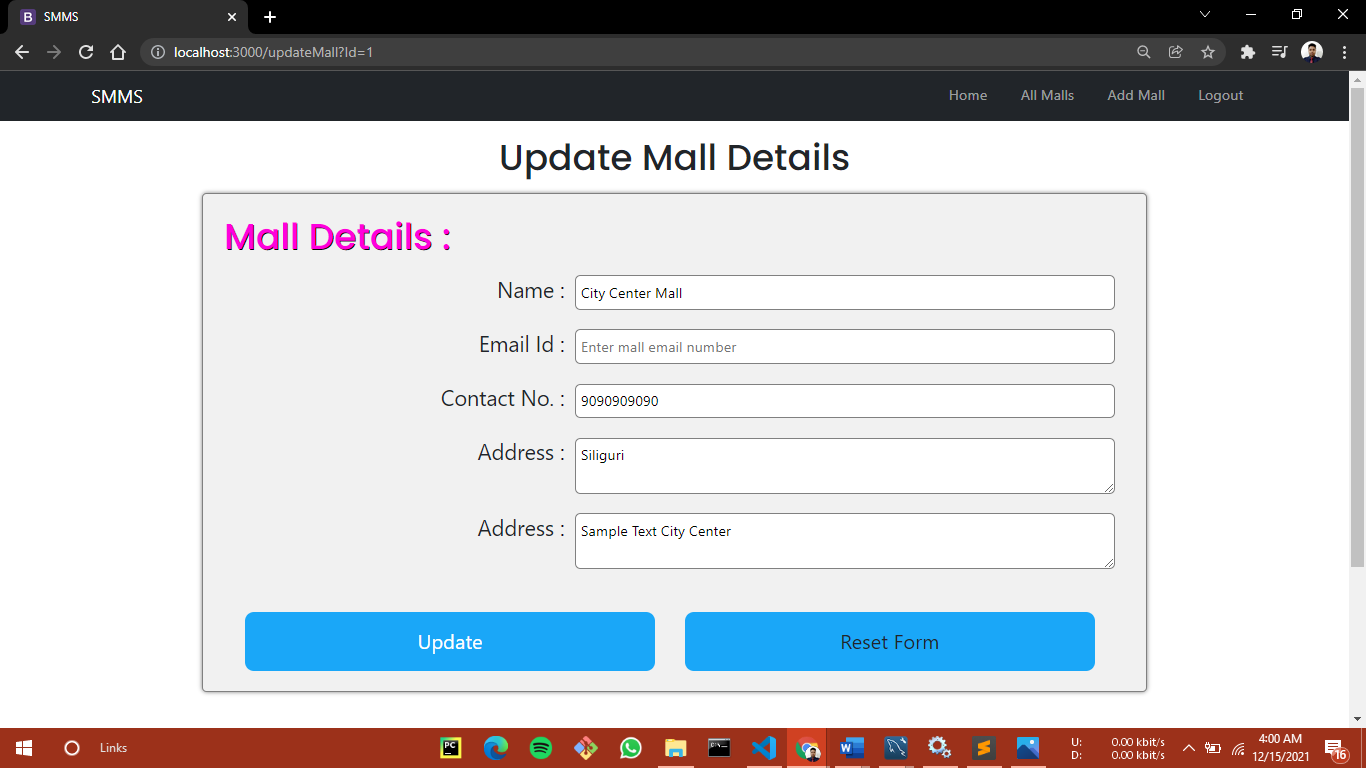 SMMS
localhost:3000/updateMall?Id=1
SMMS Home All Malls Add Mall Logout
Update Mall Details
Mall Details :
Name : City Center Mall
Email Id : Enter mall email number
Contact No. : 9090909090
Address : Siliguri
Address : Sample Text City Center
Update Reset Form
Links
U: 0.00 kbit/s
D: 0.00 kbit/s
4:00 AM
12/15/2021
16